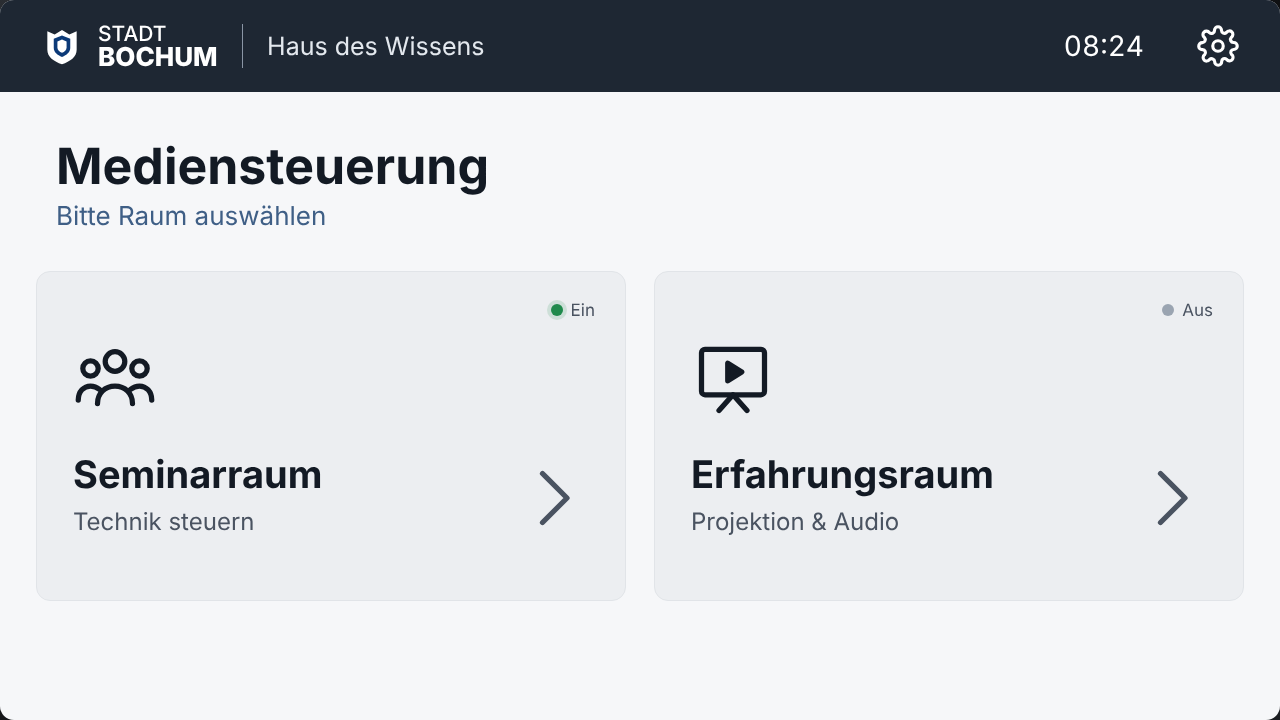 STADT
BOCHUM
Haus des Wissens
08:24
Mediensteuerung
Bitte Raum auswählen
Ein
Seminarraum
Technik steuern
Aus
Erfahrungsraum
Projektion & Audio